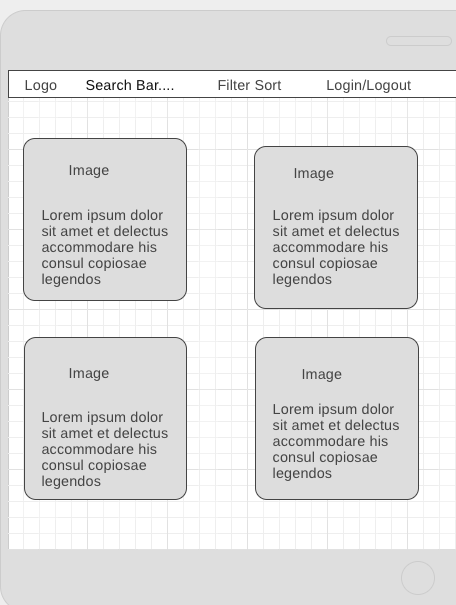 Logo Search Bar.... Filter Sort Login/Logout
Image
Lorem ipsum dolor
sit amet et delectus
accommodare his
consul copiosae
legendos
Image
Lorem ipsum dolor
sit amet et delectus
accommodare his
consul copiosae
legendos
Image
Lorem ipsum dolor
sit amet et delectus
accommodare his
consul copiosae
legendos
Image
Lorem ipsum dolor
sit amet et delectus
accommodare his
consul copiosae
legendos